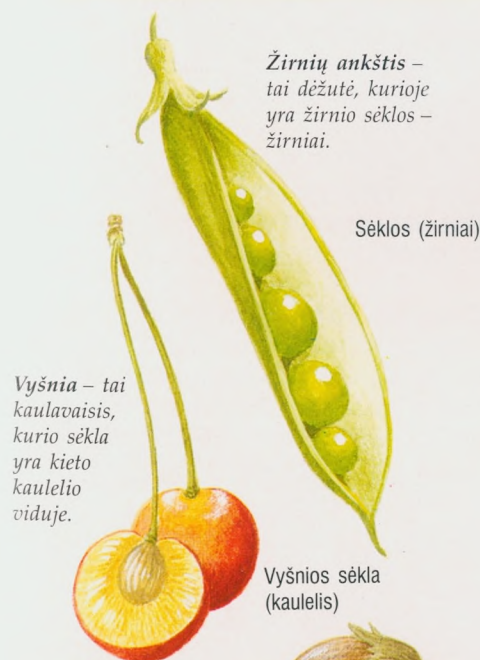 Žirnių ankštis –
tai dėžutė, kurioje
yra žirnio sėklos –
žirniai.
Sėklos (žirniai)
Vyšnia – tai
kaulavaisis,
kurio sėkla
yra kieto
kaulelio
viduje.
Vyšnios sėkla
(kaulelis)